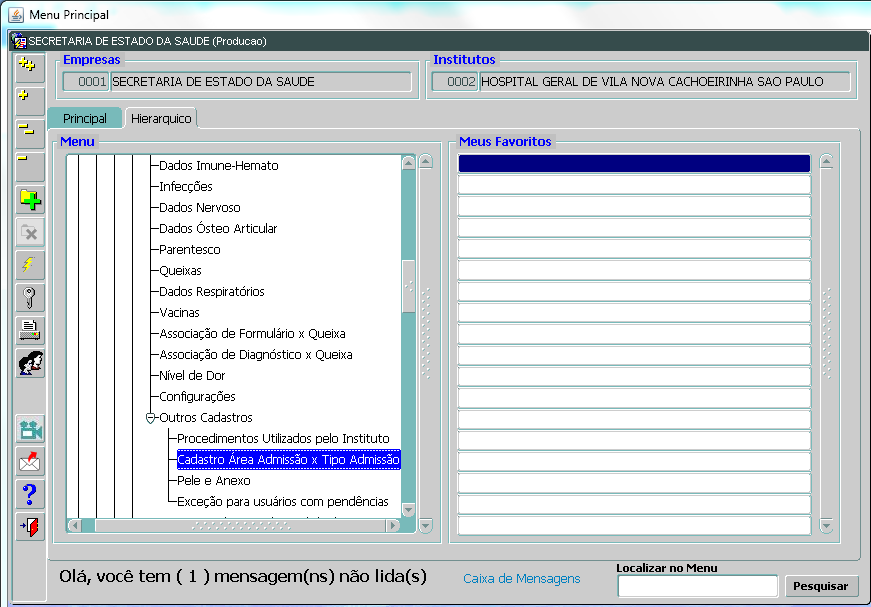 Menu Principal
SECRETARIA DE ESTADO DA SAUDE (Producao)
Empresas
0001 SECRETARIA DE ESTADO DA SAUDE
Institutos
0002 HOSPITAL GERAL DE VILA NOVA CACHOEIRINHA SAO PAULO
Principal
Hierarquico
Menu
Dados Imune-Hemato
Infecções
Dados Nervoso
Dados Ósteo Articular
Parentesco
Queixas
Dados Respiratórios
Vacinas
Associação de Formulário x Queixa
Associação de Diagnóstico x Queixa
Nível de Dor
Configurações
Outros Cadastros
Procedimentos Utilizados pelo Instituto
Cadastro Área Admissão x Tipo Admissão
Pele e Anexo
Exceção para usuários com pendências
Meus Favoritos
Olá, você tem ( 1 ) mensagem(ns) não lida(s)
Caixa de Mensagens
Localizar no Menu
Pesquisar